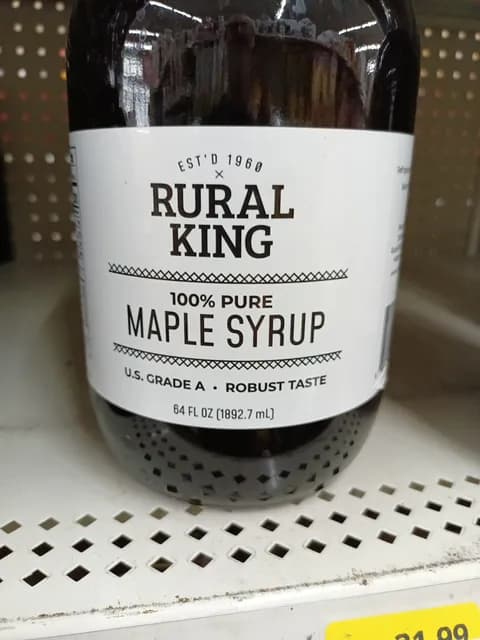 EST'D 1960
RURAL
KING
100% PURE
MAPLE SYRUP
U.S. GRADE A • ROBUST TASTE
64 FL OZ (1892.7 mL)